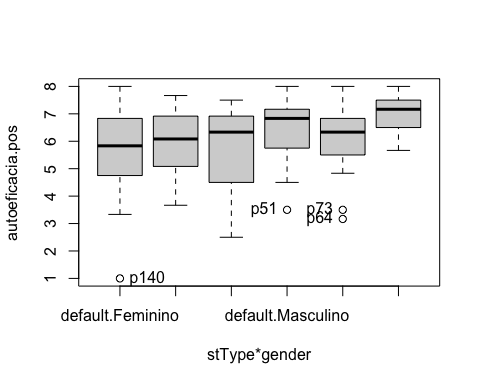 autoeficacia.pos
8
7
6
5
4
3
2
1
p140
p51
p73
p64
default.Feminino default.Masculino
stType*gender